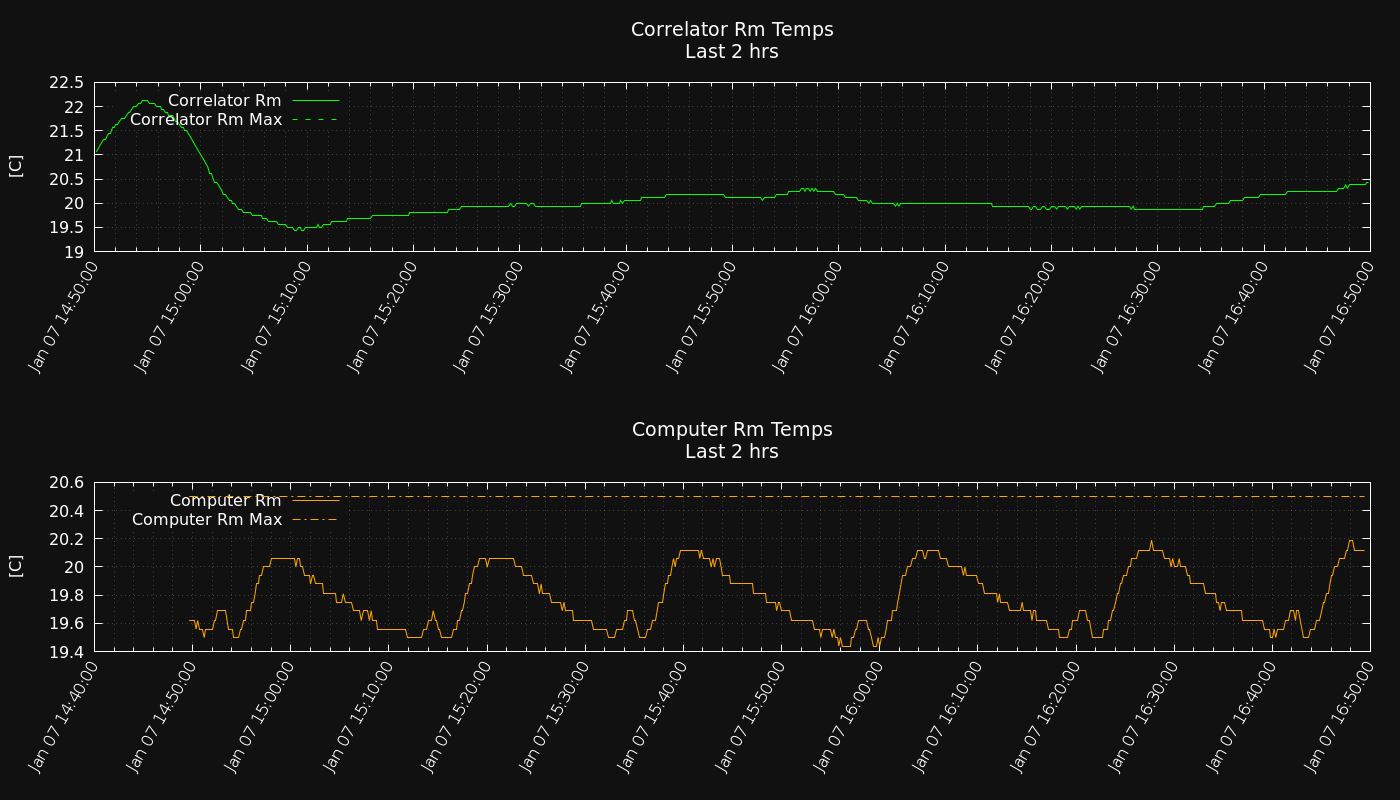 Correlator Rm Temps
Last 2 hrs
22.5
22
21.5
21
20.5
20
19.5
19
[C]
Correlator Rm
Correlator Rm Max
Jan 07 14:50:00
Jan 07 15:00:00
Jan 07 15:10:00
Jan 07 15:20:00
Jan 07 15:30:00
Jan 07 15:40:00
Jan 07 15:50:00
Jan 07 16:00:00
Jan 07 16:10:00
Jan 07 16:20:00
Jan 07 16:30:00
Jan 07 16:40:00
Jan 07 16:50:00
Computer Rm Temps
Last 2 hrs
20.6
20.4
20.2
20
19.8
19.6
19.4
[C]
Computer Rm
Computer Rm Max
Jan 07 14:40:00
Jan 07 14:50:00
Jan 07 15:00:00
Jan 07 15:10:00
Jan 07 15:20:00
Jan 07 15:30:00
Jan 07 15:40:00
Jan 07 15:50:00
Jan 07 16:00:00
Jan 07 16:10:00
Jan 07 16:20:00
Jan 07 16:30:00
Jan 07 16:40:00
Jan 07 16:50:00